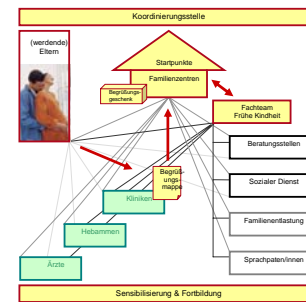 Koordinierungsstelle
(werdende)
Eltern
Startpunkte
Familienzentren
Begrüßungs-
geschenk
Fachteam
Frühe Kindheit
Beratungsstellen
Begrüß-
ungs-
mappe
Sozialer Dienst
Kliniken
Familienentlastung
Hebammen
Sprachpaten/innen
Ärzte
Sensibilisierung & Fortbildung